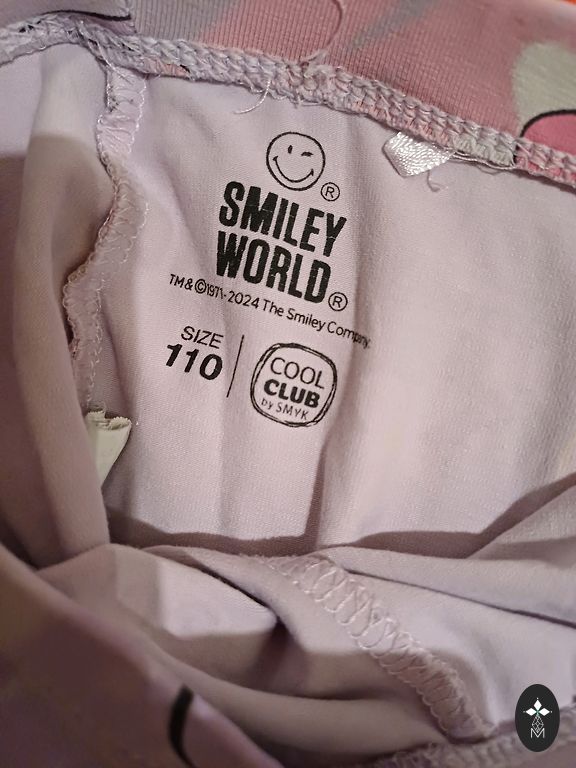 ®
SMILEY
WORLD®
TM & ©1971-2024 The Smiley Company.
SIZE
110
COOL
CLUB
by SMYK
M